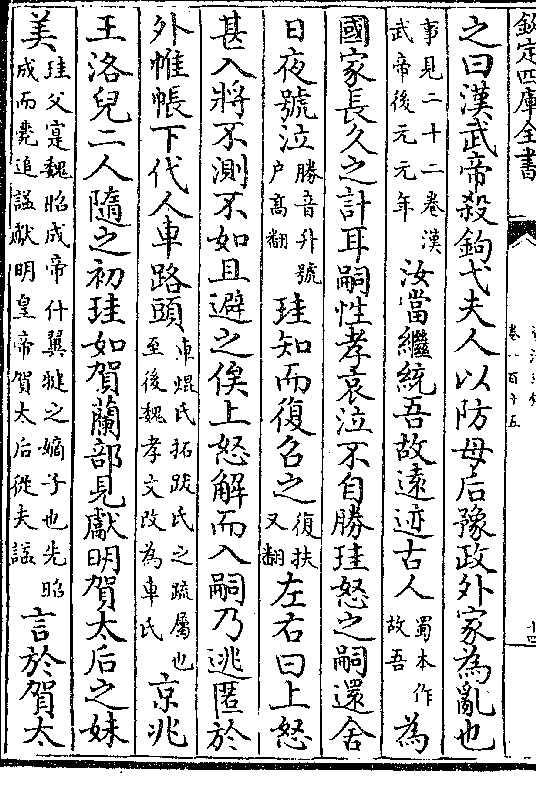 欽定四庫全書
之曰漢武帝殺鉤弋夫人以防母后豫政外家為亂也
事見二十二卷漢武帝後元元年汝當繼統吾故遠迹古人蜀本作故吾為
國家長久之計耳嗣性孝哀泣不自勝珪怒之嗣還舍
日夜號泣勝音升號戶高翻珪知而復召之復扶又翻左右曰上怒
甚入將不測不如且避之俟上怒解而入嗣乃逃匿於
外帷帳下代人車路頭車焜氏拓跋氏之疏屬也至後魏孝文改為車氏京兆
王洛兒二人隨之初珪如賀蘭部見獻明賀太后之妹
美珪父寔魏昭成帝什翼犍之嫡子也先昭成而薨追諡獻明皇帝賀太后從夫諡言於賀太